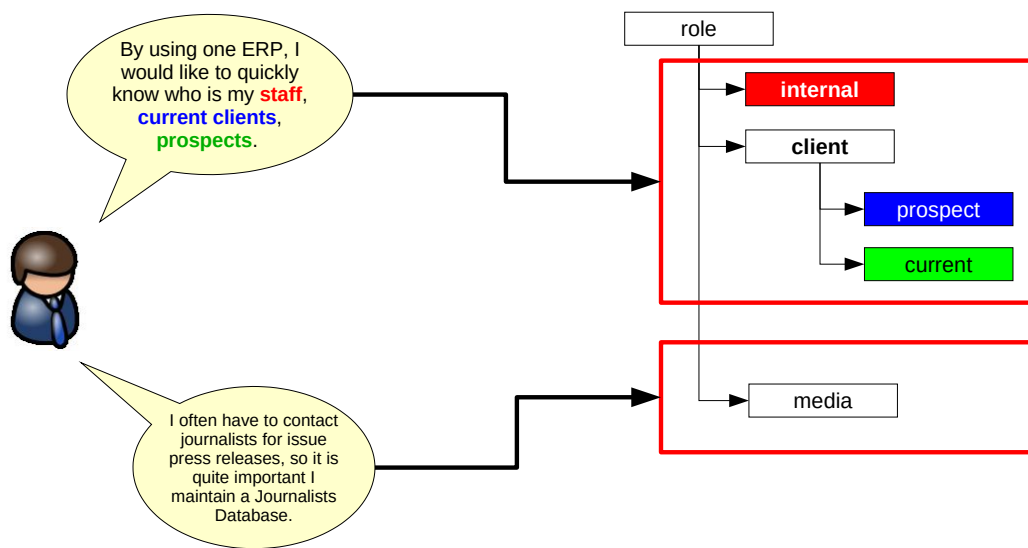 By using one ERP, I
would like to quickly
know who is my staff,
current clients,
prospects.
role
internal
client
prospect
current
media
I often have to contact
journalists for issue
press releases, so it is
quite important I
maintain a Journalists
Database.